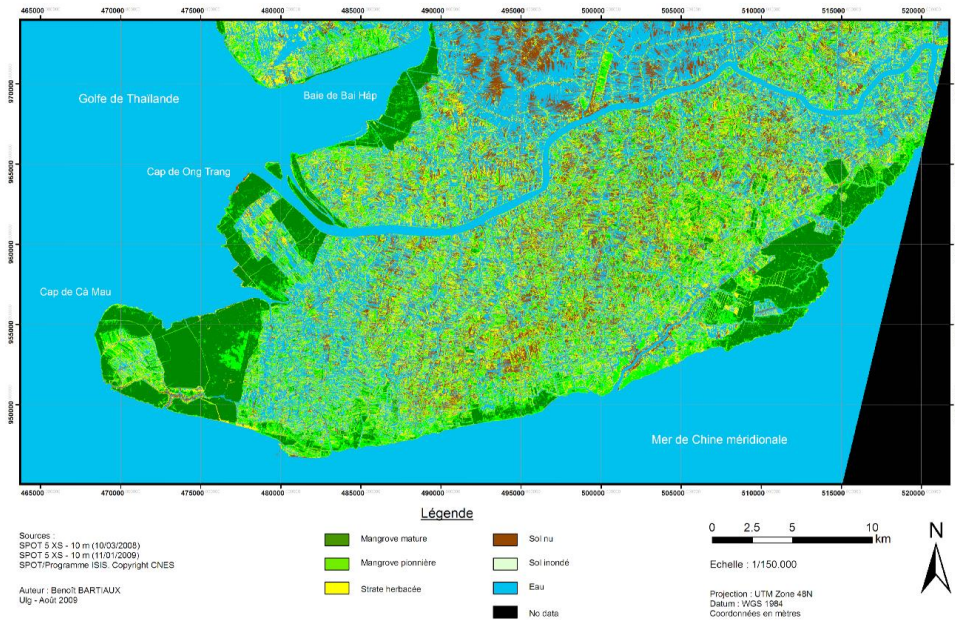 465000 470000 475000 480000 485000 490000 495000 500000 505000 510000 515000 520000
970000
965000
960000
955000
950000
970000
965000
960000
955000
950000
Golfe de Thaïlande
Baie de Bai Háp
Cap de Ong Trang
Cap de Cà Mau
Mer de Chine méridionale
465000 470000 475000 480000 485000 490000 495000 500000 505000 510000 515000 520000
Légende
Sources :
SPOT 5 XS - 10 m (10/03/2008)
SPOT 5 XS - 10 m (11/01/2009)
SPOT/Programme ISIS. Copyright CNES
Auteur : Benoît BARTIAUX
Ulg - Août 2009
Mangrove mature
Mangrove pionnière
Strate herbacée
Sol nu
Sol inondé
Eau
No data
0 2.5 5 10
km
Echelle : 1/150.000
Projection : UTM Zone 48N
Datum : WGS 1984
Coordonnées en mètres
N